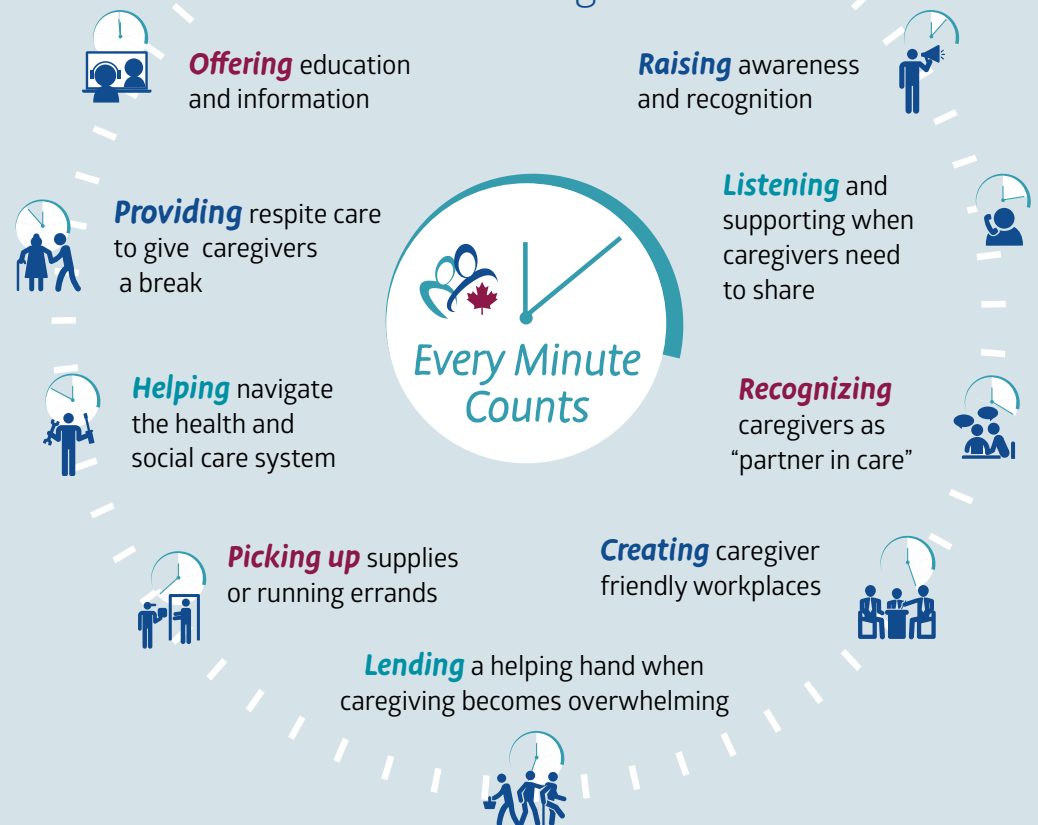 Offering education
and information
Raising awareness
and recognition
Providing respite care
to give caregivers
a break
Listening and
supporting when
caregivers need
to share
Every Minute
Counts
Helping navigate
the health and
social care system
Recognizing
caregivers as
“partner in care”
Picking up supplies
or running errands
Creating caregiver
friendly workplaces
Lending a helping hand when
caregiving becomes overwhelming